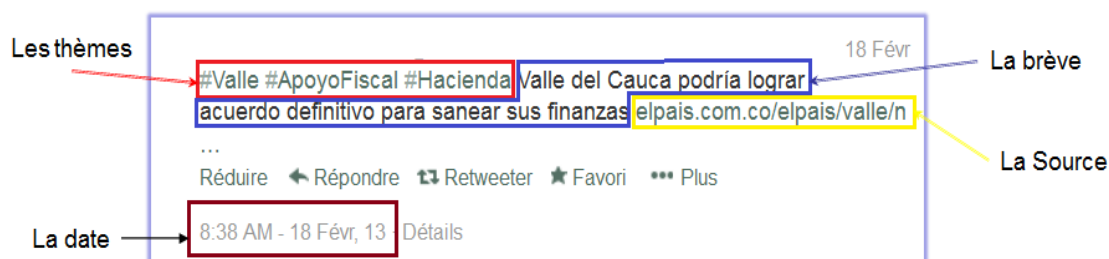 Les thèmes
18 Févr
La brève
#Valle #ApoyoFiscal #Hacienda Valle del Cauca podría lograr
acuerdo definitivo para sanear sus finanzas elpais.com.co/elpais/valle/n
...
La Source
Réduire Répondre Retweeter Favori ••• Plus
La date
8:38 AM - 18 Févr, 13 · Détails